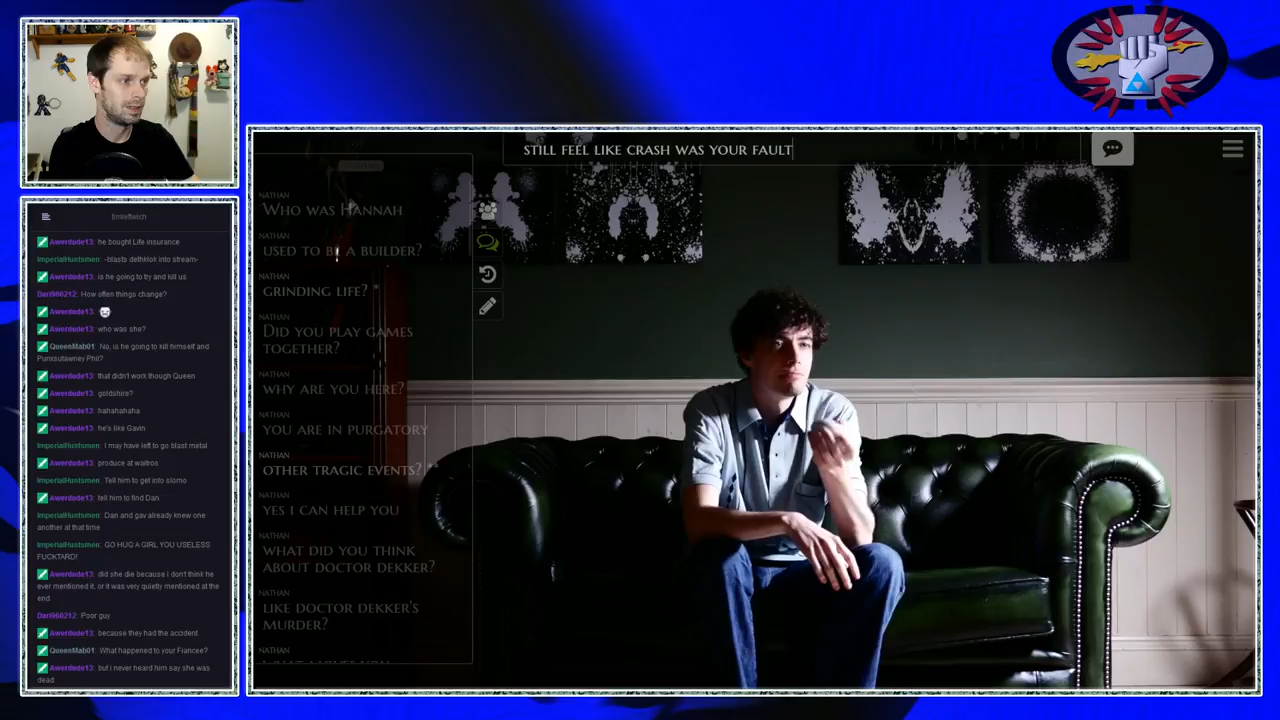 timleftwich
Awerdude13: he bought Life insurance
ImperialHuntsmen: -blasts dethklok into stream-
Awerdude13: is he going to try and kill us
Dari960212: How often things change?
Awerdude13:
Awerdude13: who was she?
QueenMab01: No, is he going to kill himself and
Punxsutawney Phil?
Awerdude13: that didn't work though Queen
Awerdude13: goldshire?
Awerdude13: hahahahaha
Awerdude13: he's like Gavin
ImperialHuntsmen: I may have left to go blast metal
Awerdude13: produce at waitros
ImperialHuntsmen: Tell him to get into slomo
Awerdude13: tell him to find Dan
ImperialHuntsmen: Dan and gav already knew one
another at that time
ImperialHuntsmen: GO HUG A GIRL YOU USELESS
FUCKTARD!
Awerdude13: did she die because i don't think he
ever mentioned it, or it was very quietly mentioned at the
end
Dari960212: Poor guy
Awerdude13: because they had the accident
QueenMab01: What happened to your Fiancee?
Awerdude13: but i never heard him say she was
dead
STILL FEEL LIKE CRASH WAS YOUR FAULT
NATHAN
WHO WAS HANNAH
NATHAN
USED TO BE A BUILDER?
NATHAN
GRINDING LIFE? *
NATHAN
DID YOU PLAY GAMES
TOGETHER?
NATHAN
WHY ARE YOU HERE?
NATHAN
YOU ARE IN PURGATORY
NATHAN
OTHER TRAGIC EVENTS? *
NATHAN
YES I CAN HELP YOU
NATHAN
WHAT DID YOU THINK
ABOUT DOCTOR DEKKER?
NATHAN
LIKE DOCTOR DEKKER'S
MURDER?
NATHAN